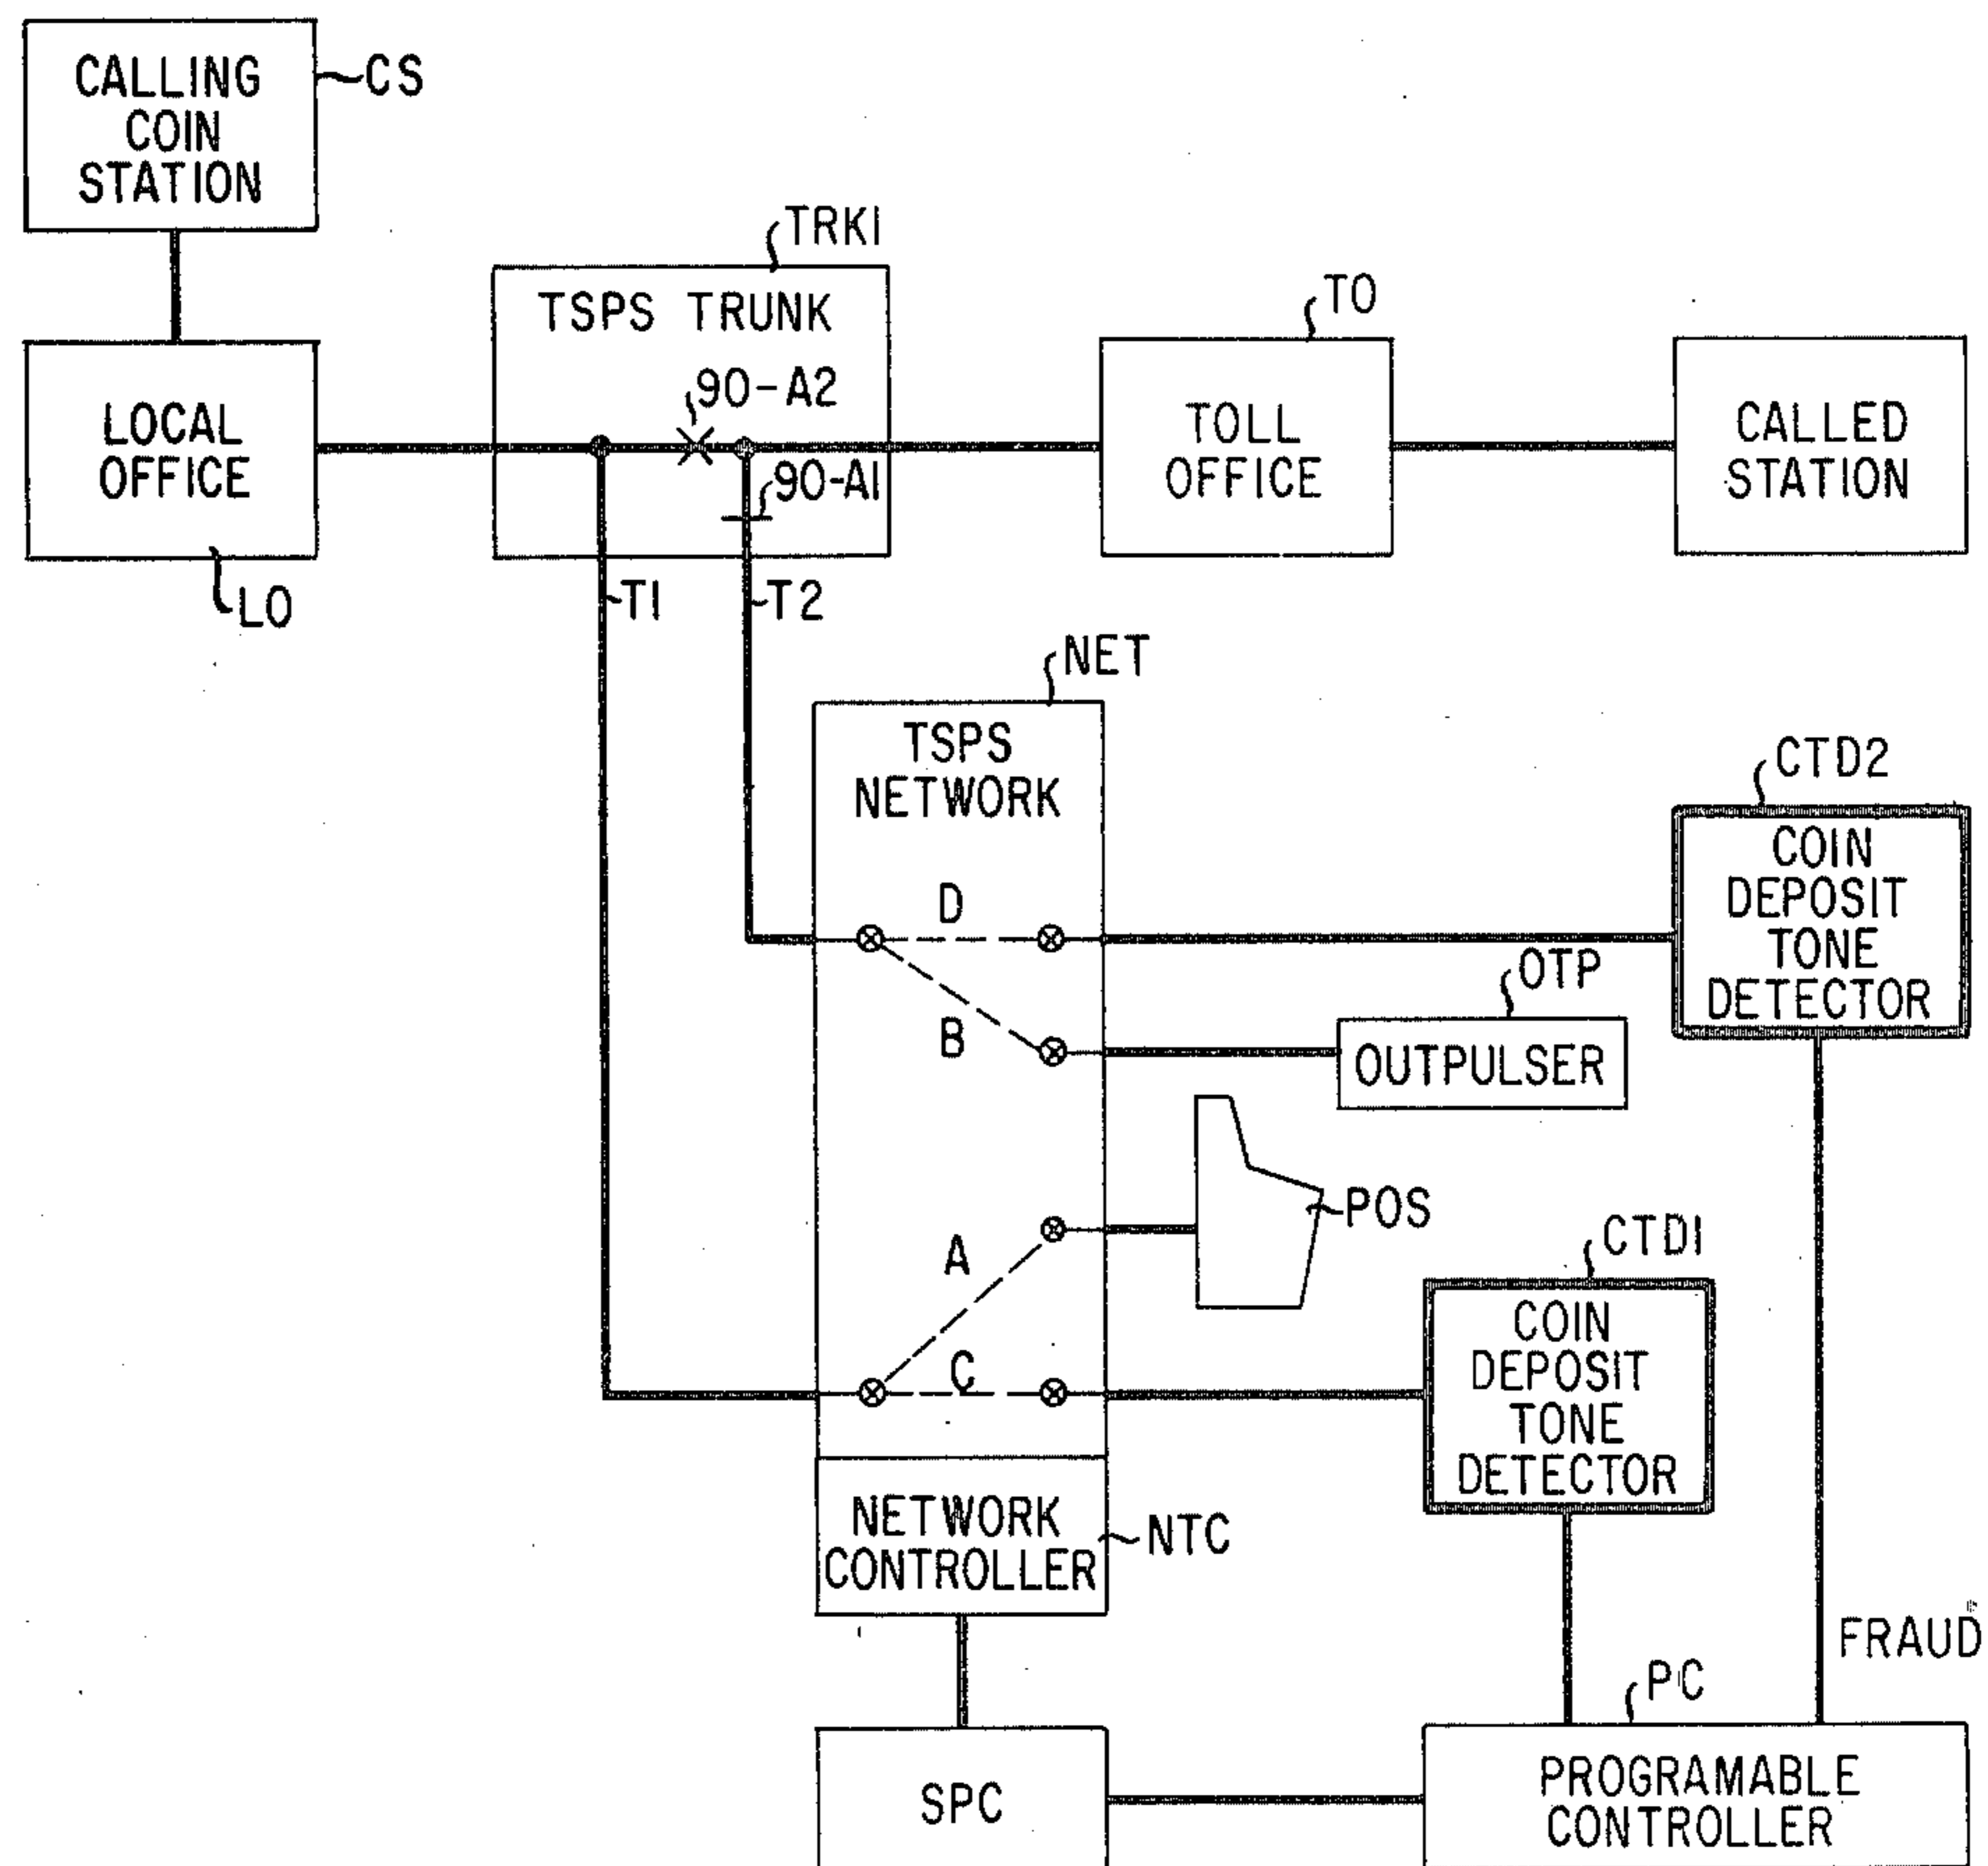 CALLING
COIN
STATION
CS
LOCAL
OFFICE
LO
TRK1
TSPS TRUNK
90-A2
90-A1
T1
T2
TO
TOLL
OFFICE
CALLED
STATION
NET
TSPS
NETWORK
D
B
A
C
CTD2
COIN
DEPOSIT
TONE
DETECTOR
OTP
OUTPULSER
POS
CTD1
COIN
DEPOSIT
TONE
DETECTOR
NETWORK
CONTROLLER
NTC
FRAUD
PC
SPC
PROGRAMABLE
CONTROLLER